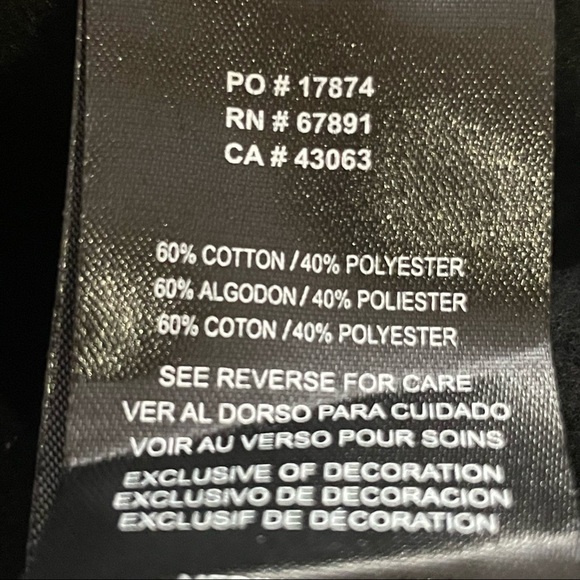 PO # 17874
RN # 67891
CA # 43063
60% COTTON / 40% POLYESTER
60% ALGODON / 40% POLIESTER
60% COTON / 40% POLYESTER
SEE REVERSE FOR CARE
VER AL DORSO PARA CUIDADO
VOIR AU VERSO POUR SOINS
EXCLUSIVE OF DECORATION
EXCLUSIVO DE DECORACION
EXCLUSIF DE DÉCORATION